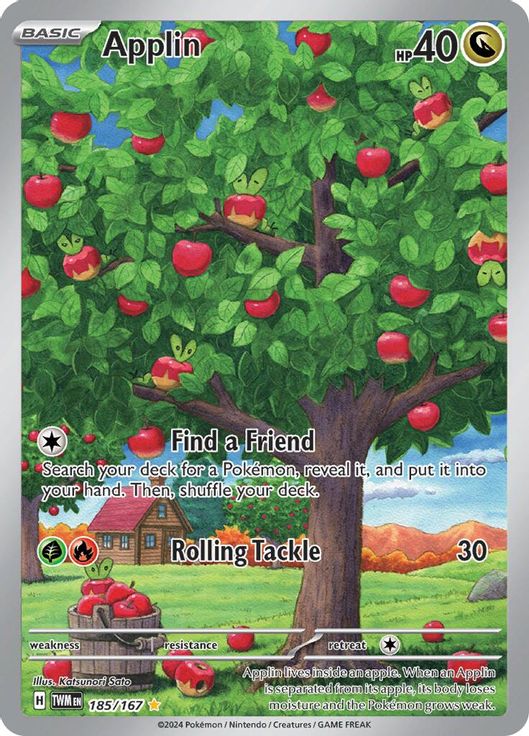 BASIC
Applin
HP 40
Find a Friend
Search your deck for a Pokémon, reveal it, and put it into
your hand. Then, shuffle your deck.
Rolling Tackle 30
weakness resistance retreat
Illus. Katsunori Sato
Applin lives inside an apple. When an Applin
is separated from its apple, its body loses
moisture and the Pokémon grows weak.
H TWM EN 185/167
©2024 Pokémon / Nintendo / Creatures / GAME FREAK